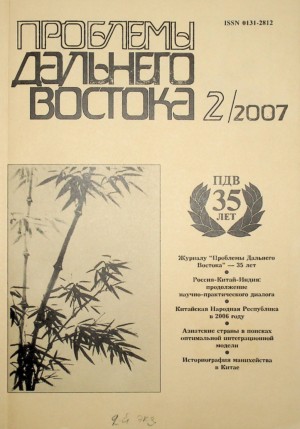 ISSN 0131-2812
ПРОБЛЕМЫ
ДАЛЬНЕГО
ВОСТОКА 2/2007
ПДВ
35
ЛЕТ
Журналу "Проблемы Дальнего
Востока" — 35 лет
Россия-Китай-Индия:
продолжение
научно-практического диалога
Китайская Народная Республика
в 2006 году
Азиатские страны в поисках
оптимальной интеграционной
модели
Историография манихейства
в Китае